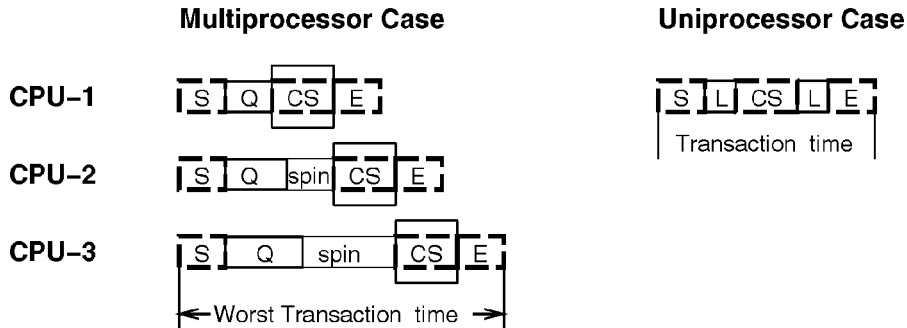 Multiprocessor Case Uniprocessor Case
CPU–1 S Q CS E S L CS L E
Transaction time
CPU–2 S Q spin CS E
CPU–3 S Q spin CS E
Worst Transaction time